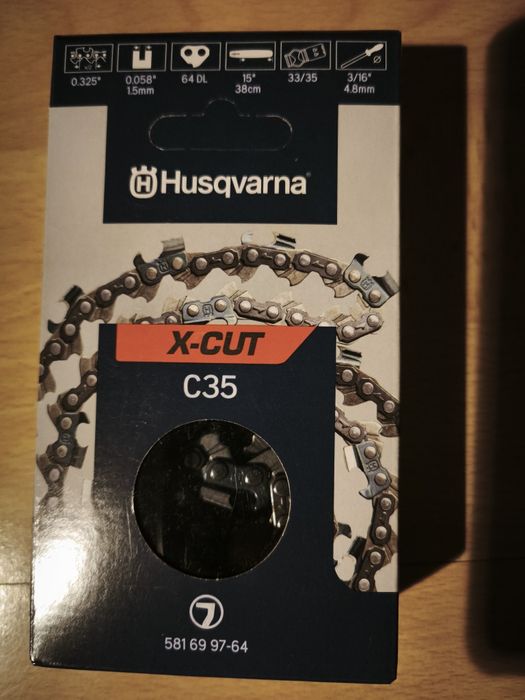 0.325" 0.058" 64 DL 15" 33/35 3/16"
1.5mm 38cm 4.8mm
H Husqvarna®
X-CUT
C35
581 69 97-64